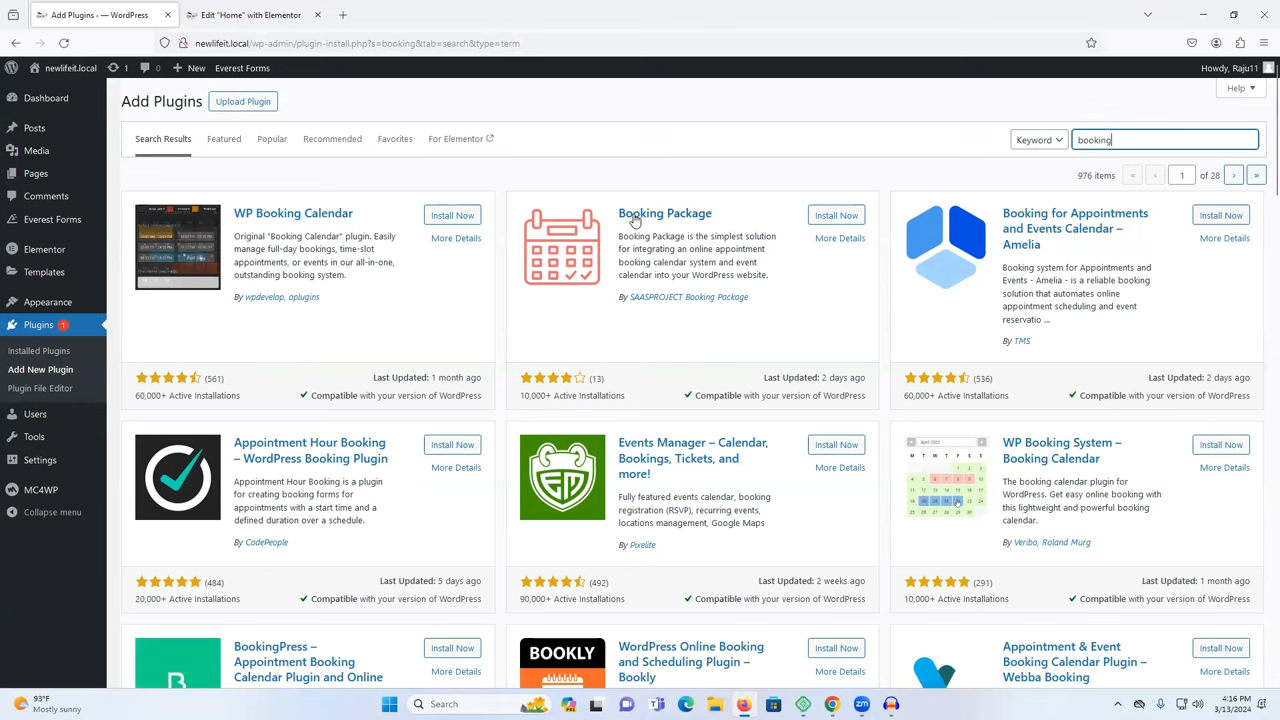 Add Plugins ‹ — WordPress
Edit "Home" with Elementor
newlifeit.local/wp-admin/plugin-install.php?s=booking&tab=search&type=term
newlifeit.local
1
New
Everest Forms
Howdy, Raju11
Dashboard
Posts
Media
Pages
Comments
Everest Forms
Elementor
Templates
Appearance
Plugins 1
Installed Plugins
Add New Plugin
Plugin File Editor
Users
Tools
Settings
MC4WP
Collapse menu
Add Plugins
Upload Plugin
Help
Search Results
Featured
Popular
Recommended
Favorites
For Elementor
Keyword
booking
976 items
«
‹
1
of 28
›
»
WP Booking Calendar
Install Now
More Details
Original "Booking Calendar" plugin. Easily
manage full-day bookings, time-slot
appointments, or events in our all-in-one,
outstanding booking system.
By wpdevelop, oplugins
(561)
Last Updated: 1 month ago
60,000+ Active Installations
Compatible with your version of WordPress
Booking Package
Install Now
More Details
Booking Package is the simplest solution
for integrating an online appointment
booking calendar system and event
calendar into your WordPress website.
By SAASPROJECT Booking Package
(13)
Last Updated: 2 days ago
10,000+ Active Installations
Compatible with your version of WordPress
Booking for Appointments
and Events Calendar –
Amelia
Install Now
More Details
Booking system for Appointments and
Events - Amelia - is a reliable booking
solution that automates online
appointment scheduling and event
reservatio ...
By TMS
(536)
Last Updated: 2 days ago
60,000+ Active Installations
Compatible with your version of WordPress
Appointment Hour Booking
– WordPress Booking Plugin
Install Now
More Details
Appointment Hour Booking is a plugin
for creating booking forms for
appointments with a start time and a
defined duration over a schedule.
By CodePeople
(484)
Last Updated: 5 days ago
20,000+ Active Installations
Compatible with your version of WordPress
EM
Events Manager – Calendar,
Bookings, Tickets, and
more!
Install Now
More Details
Fully featured events calendar, booking
registration (RSVP), recurring events,
locations management, Google Maps
By Pixelite
(492)
Last Updated: 2 weeks ago
90,000+ Active Installations
Compatible with your version of WordPress
April 2022
WP Booking System –
Booking Calendar
Install Now
More Details
The booking calendar plugin for
WordPress. Get easy online booking with
this lightweight and powerful booking
calendar.
By Veribo, Roland Murg
(291)
Last Updated: 1 month ago
10,000+ Active Installations
Compatible with your version of WordPress
BookingPress –
Appointment Booking
Calendar Plugin and Online
Install Now
More Details
BOOKLY
WordPress Online Booking
and Scheduling Plugin –
Bookly
Install Now
More Details
Appointment & Event
Booking Calendar Plugin –
Webba Booking
Install Now
More Details
93°F
Mostly sunny
Search
4:16 PM
3/13/2024